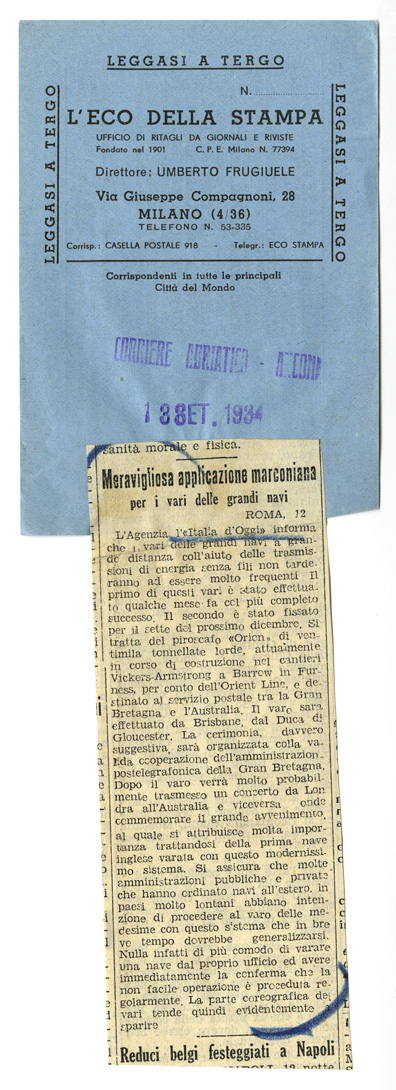 LEGGASI A TERGO
LEGGASI A TERGO
LEGGASI A TERGO
N.
L'ECO DELLA STAMPA
UFFICIO DI RITAGLI DA GIORNALI E RIVISTE
Fondato nel 1901 C. P. E. Milano N. 77394
Direttore: UMBERTO FRUGIUELE
Via Giuseppe Compagnoni, 28
MILANO (4/36)
TELEFONO N. 53-335
Corrisp.: CASELLA POSTALE 918 - Telegr.: ECO STAMPA
Corrispondenti in tutte le principali
Città del Mondo
CORRIERE ADRIATICO -
13 SET. 1934
sanità morale e fisica.
Meravigliosa applicazione marconiana
per i vari delle grandi navi
ROMA, 12
L'Agenzia l'«Italia d'Oggi» informa
che i vari delle grandi navi a gran-
de distanza coll'aiuto delle trasmis-
sioni di energia senza fili non tarde-
ranno ad essere molto frequenti Il
primo di questi vari è stato effettua-
to qualche mese fa col più completo
successo. Il secondo è stato fissato
per il sette del prossimo dicembre. Si
tratta del piroscafo «Orion» di ven-
timila tonnellate lorde, attualmente
in corso di costruzione nei cantieri
Vickers-Armstrong a Barrow in Fur-
ness, per conto dell'Orient Line, e de-
stinato al servizio postale tra la Gran
Bretagna e l'Australia. Il varo sarà
effettuato da Brisbane, dal Duca di
Gloucester. La cerimonia, davvero
suggestiva, sarà organizzata colla va-
lida cooperazione dell'amministrazion.
postelegrafonica della Gran Bretagna.
Dopo il varo verrà molto probabil-
mente trasmesso un concerto da Lon
dra all'Australia e viceversa onde
commemorare il grande avvenimento,
al quale si attribuisce molta impor-
tanza trattandosi della prima nave
inglese varata con questo modernissi-
mo sistema. Si assicura che molte
amministrazioni pubbliche e private
che hanno ordinato navi all'estero, in
paesi molto lontani abbiano inten-
zione di procedere al varo delle me-
desime con questo s'stema che in bre
ve tempo dovrebbe generalizzarsi.
Nulla infatti di più comodo di varare
una nave dal proprio ufficio ed avere
immediatamente la conferma che la
non facile operazione è proceduta re-
golarmente. La parte coreografica dei
vari tende quindi evidentemente a
sparire
Reduci belgi festeggiati a Napoli
12 notte